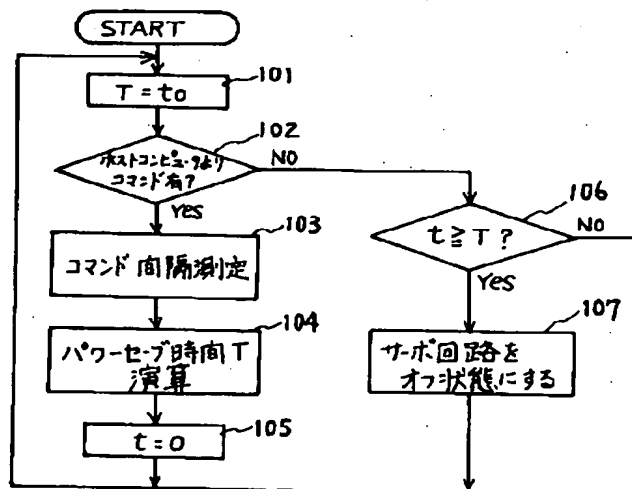 START
101
T=to
102
ホストコンピュータより
コマンド有?
NO
Yes
103
コマンド間隔測定
104
パワーセーブ時間T
演算
105
t=0
106
t≧T?
NO
Yes
107
サーボ回路を
オフ状態にする